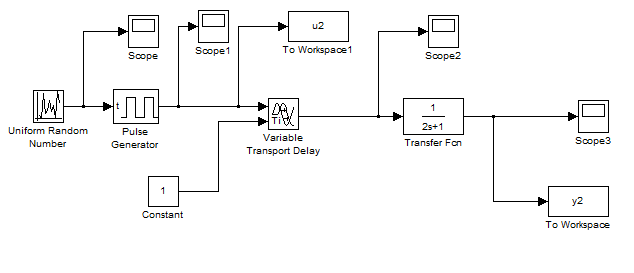 Scope
Scope1
u2
To Workspace1
Scope2
Uniform Random
Number
t
Pulse
Generator
Ti
Variable
Transport Delay
1
2s+1
Transfer Fcn
Scope3
1
Constant
y2
To Workspace